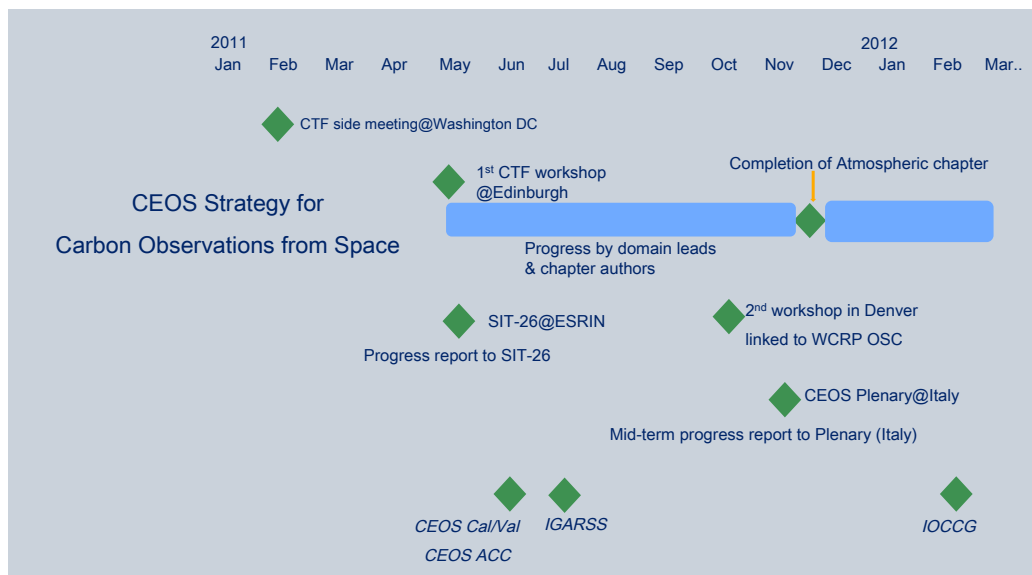 2011 2012
Jan Feb Mar Apr May Jun Jul Aug Sep Oct Nov Dec Jan Feb Mar..
CTF side meeting@Washington DC
1st CTF workshop
@Edinburgh
Completion of Atmospheric chapter
CEOS Strategy for
Carbon Observations from Space
Progress by domain leads
& chapter authors
SIT-26@ESRIN
Progress report to SIT-26
2nd workshop in Denver
linked to WCRP OSC
CEOS Plenary@Italy
Mid-term progress report to Plenary (Italy)
CEOS Cal/Val
CEOS ACC
IGARSS
IOCCG